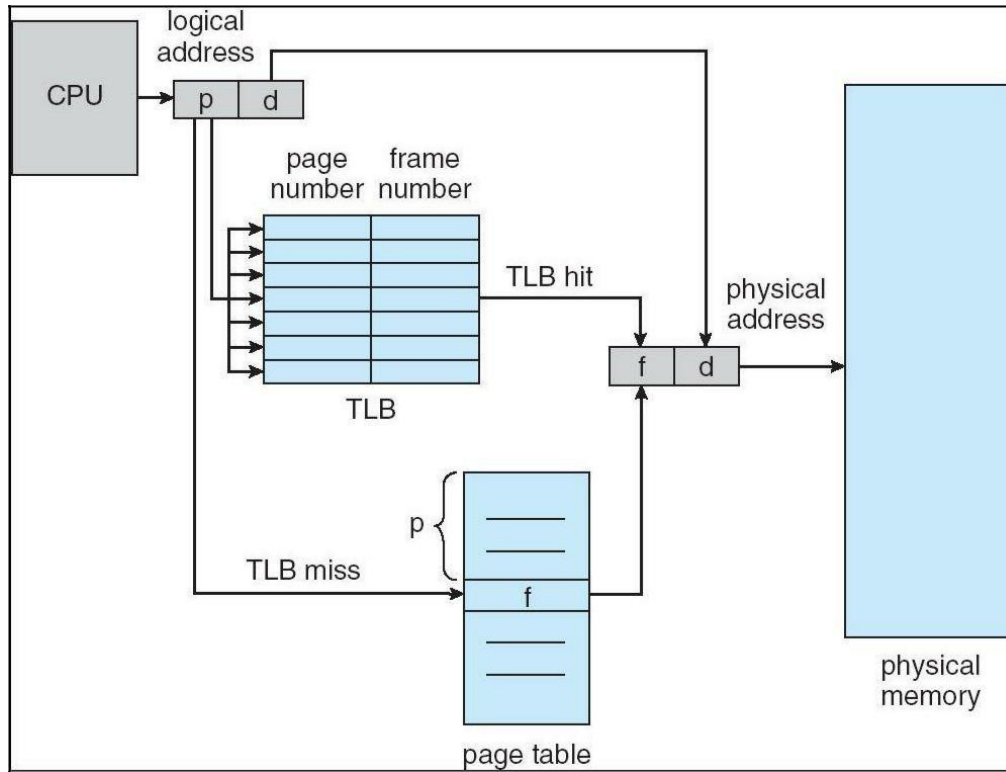 logical
address
CPU
p
d
page
number
frame
number
TLB hit
physical
address
f
d
TLB
p
TLB miss
f
physical
memory
page table